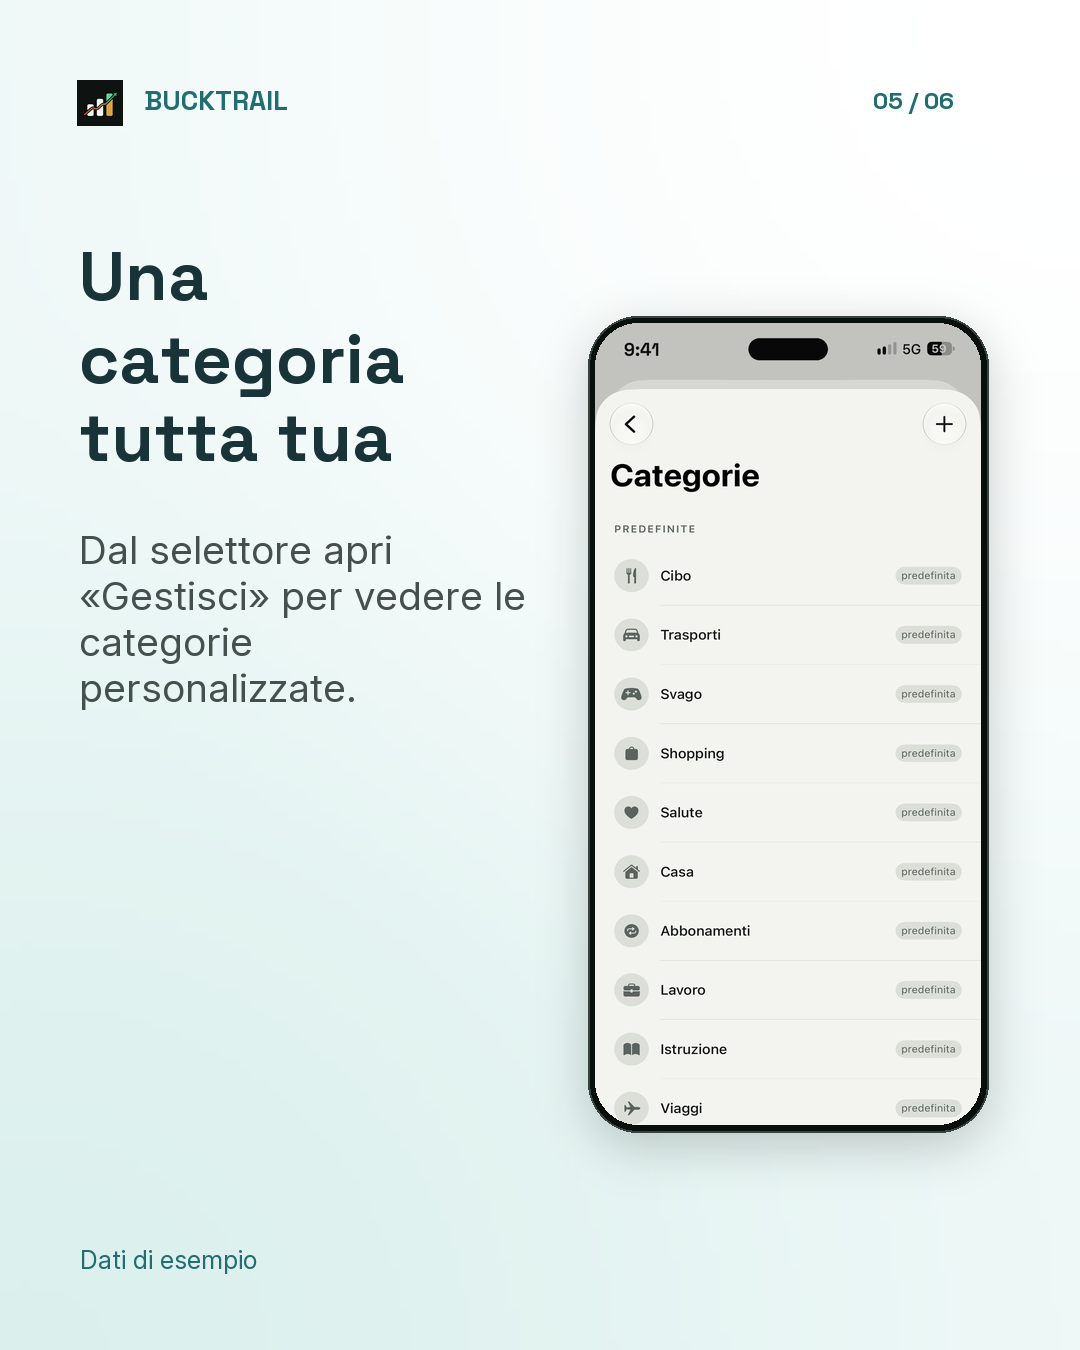 BUCKTRAIL
05 / 06
Una
categoria
tutta tua
Dal selettore apri
«Gestisci» per vedere le
categorie
personalizzate.
9:41
5G 59
Categorie
PREDEFINITE
Cibo predefinita
Trasporti predefinita
Svago predefinita
Shopping predefinita
Salute predefinita
Casa predefinita
Abbonamenti predefinita
Lavoro predefinita
Istruzione predefinita
Viaggi predefinita
Dati di esempio